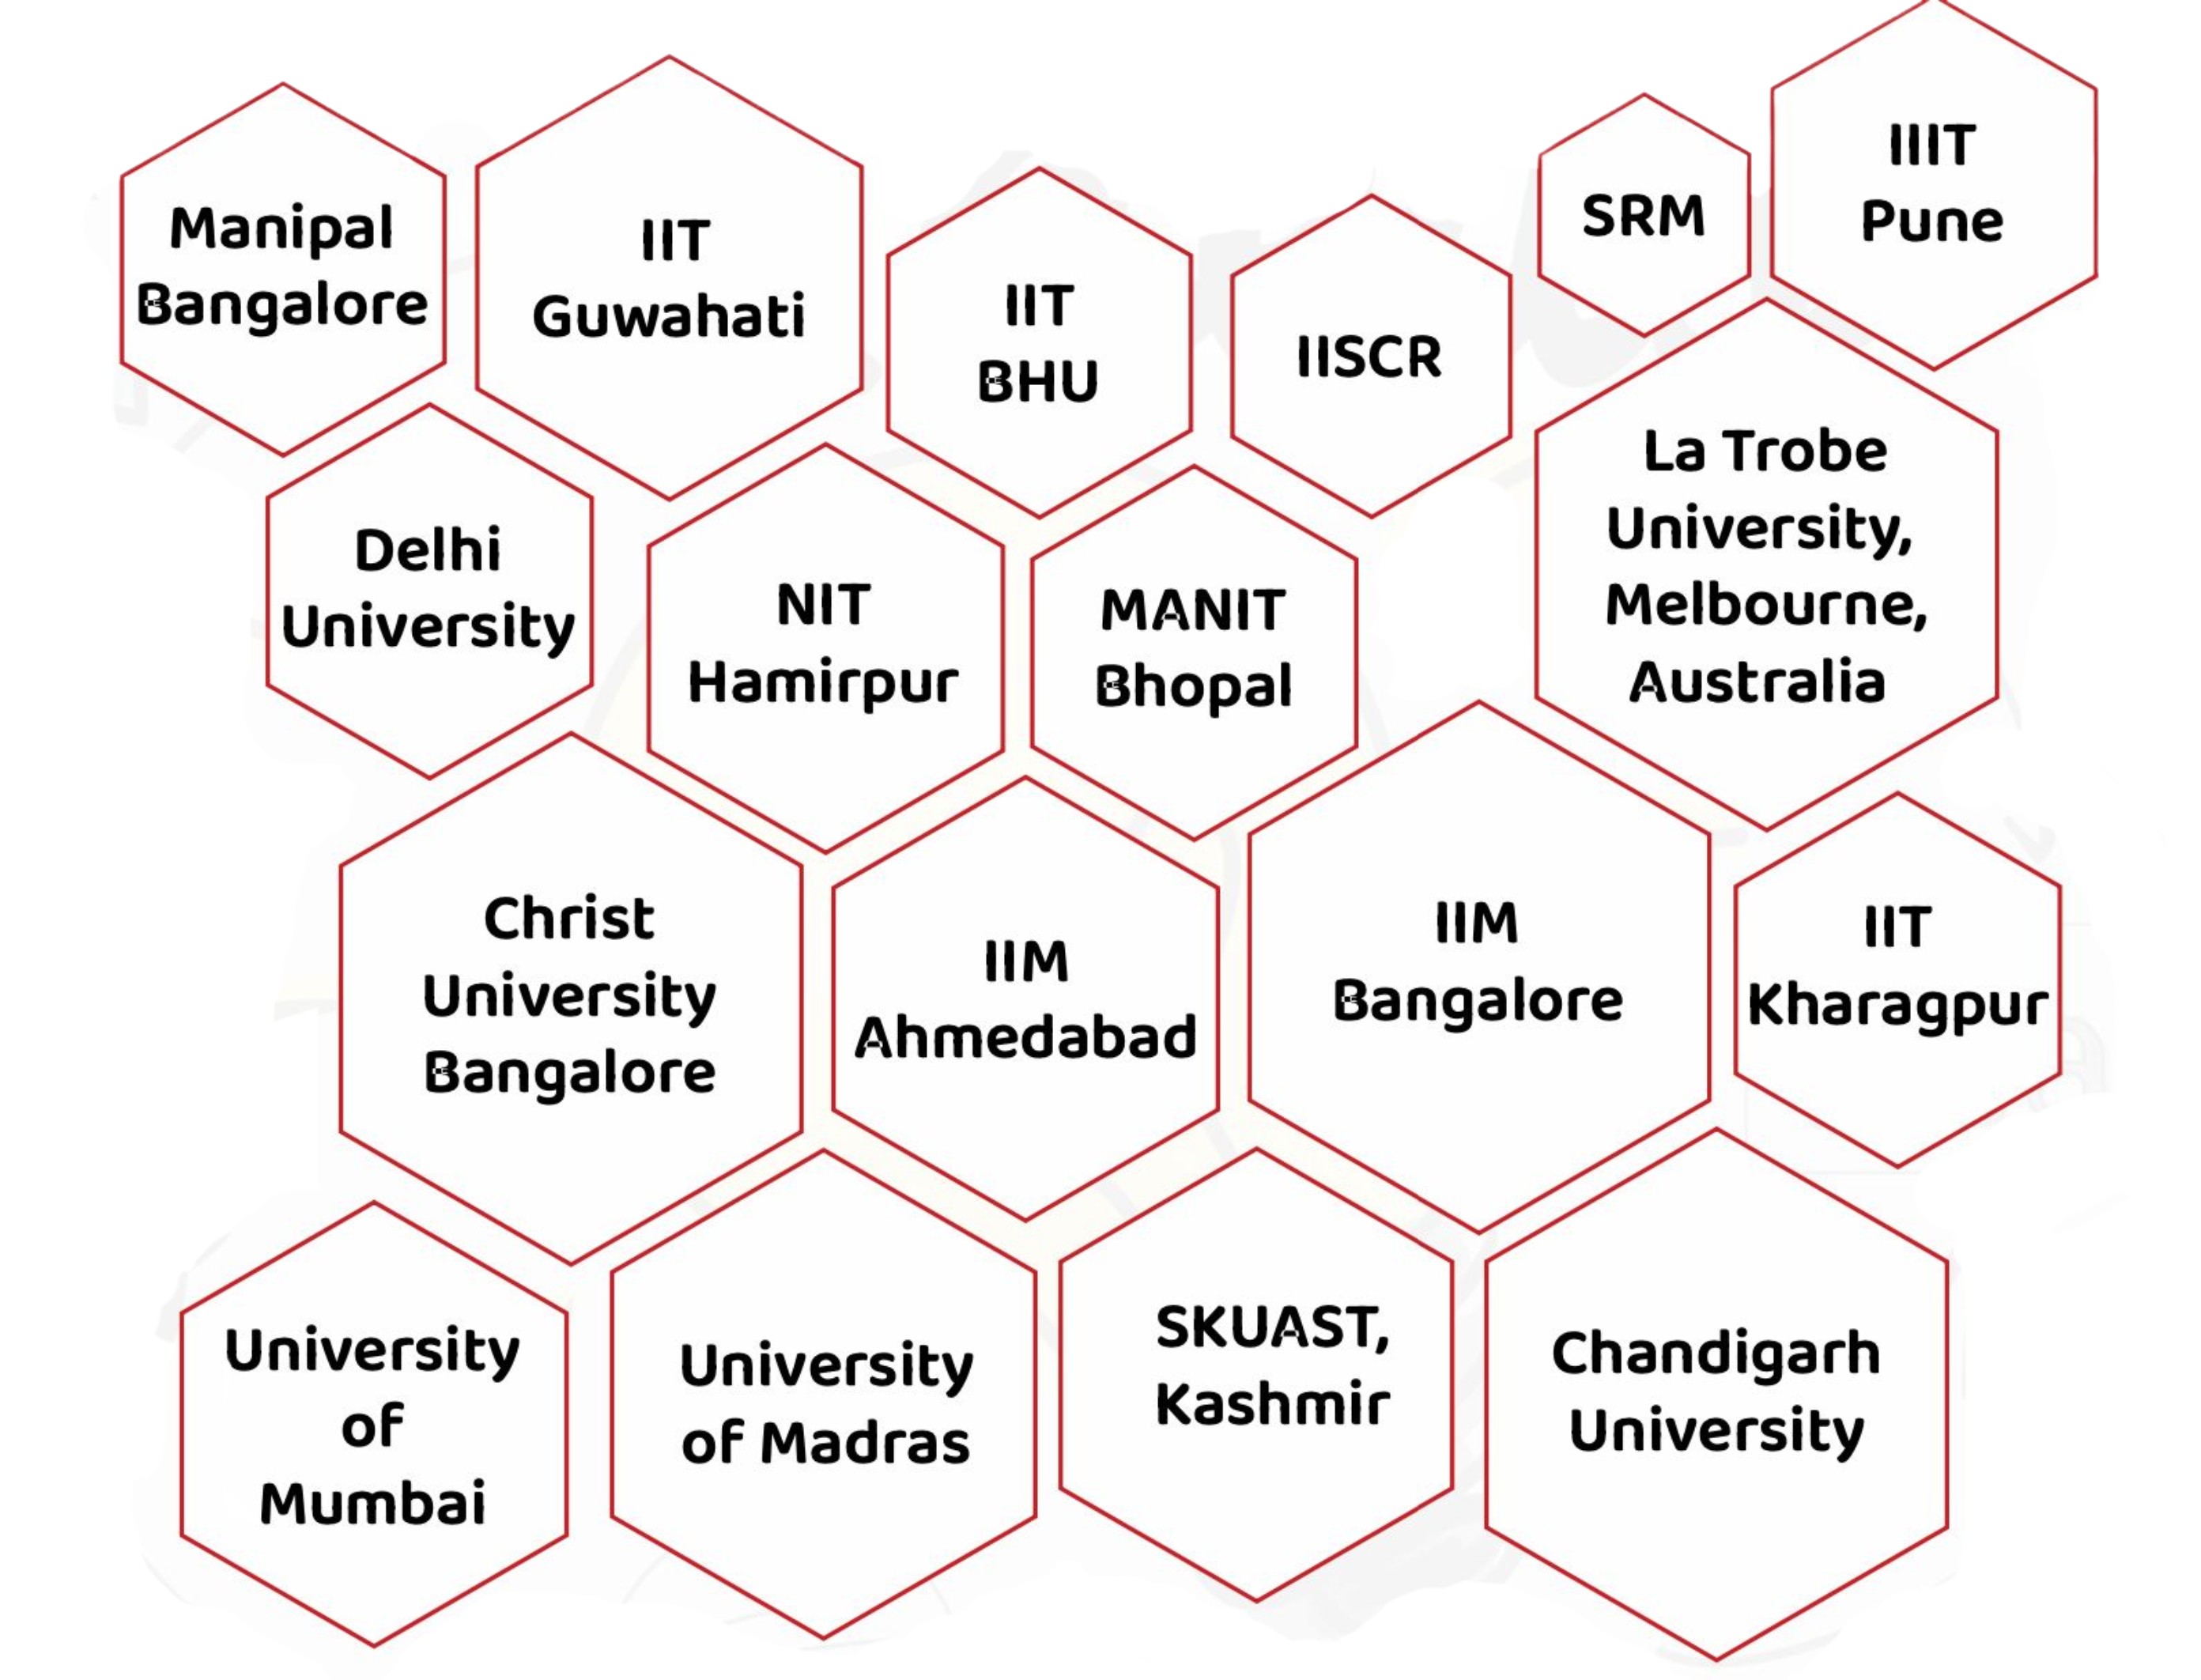 Manipal
Bangalore
IIT
Guwahati
IIT
BHU
IISCR
SRM
IIIT
Pune
Delhi
University
NIT
Hamirpur
MANIT
Bhopal
La Trobe
University,
Melbourne,
Australia
Christ
University
Bangalore
IIM
Ahmedabad
IIM
Bangalore
IIT
Kharagpur
University
of
Mumbai
University
of Madras
SKUAST,
Kashmir
Chandigarh
University